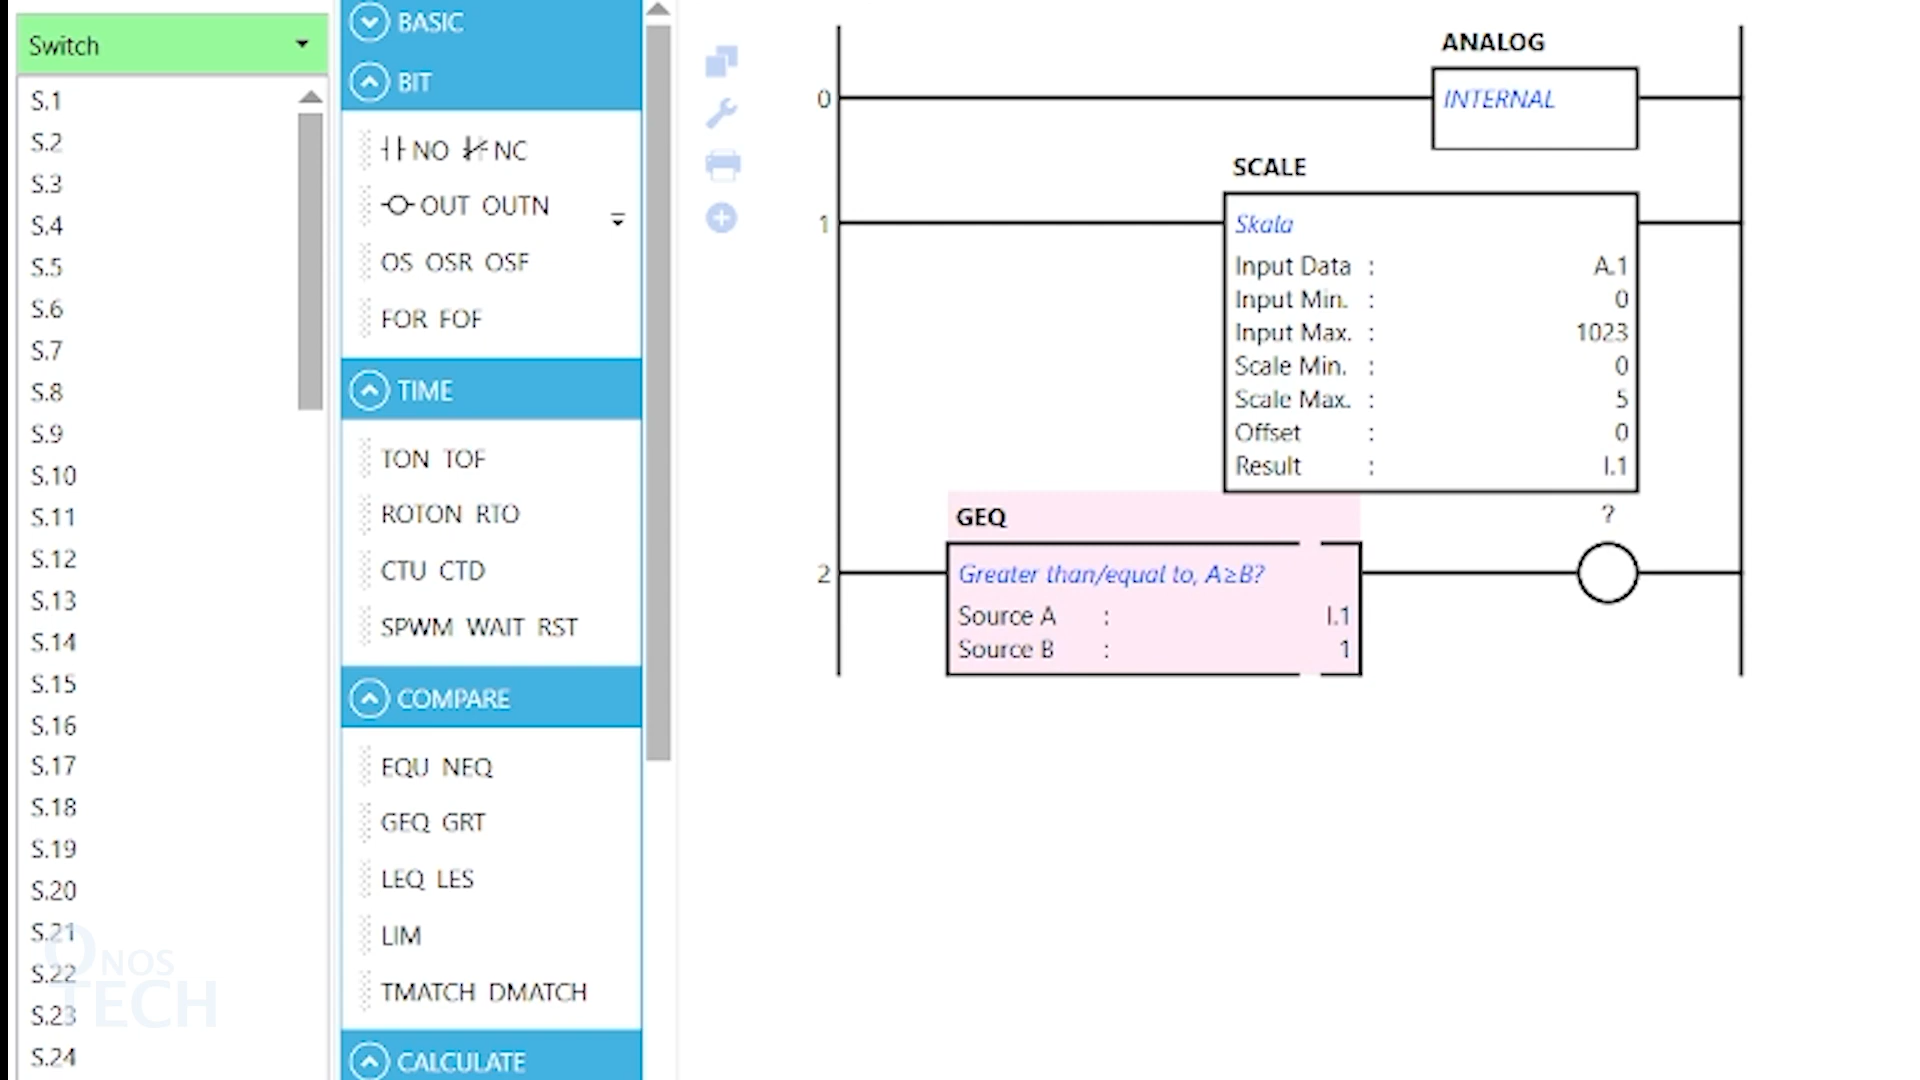 Switch
S.1
S.2
S.3
S.4
S.5
S.6
S.7
S.8
S.9
S.10
S.11
S.12
S.13
S.14
S.15
S.16
S.17
S.18
S.19
S.20
S.21
S.22
S.23
S.24
ONOS
TECH
BASIC
BIT
NO NC
OUT OUTN
OS OSR OSF
FOR FOF
TIME
TON TOF
ROTON RTO
CTU CTD
SPWM WAIT RST
COMPARE
EQU NEQ
GEQ GRT
LEQ LES
LIM
TMATCH DMATCH
CALCULATE
ANALOG
0
INTERNAL
SCALE
1
Skala
Input Data : A.1
Input Min. : 0
Input Max. : 1023
Scale Min. : 0
Scale Max. : 5
Offset : 0
Result : I.1
GEQ
?
2
Greater than/equal to, A≥B?
Source A : I.1
Source B : 1